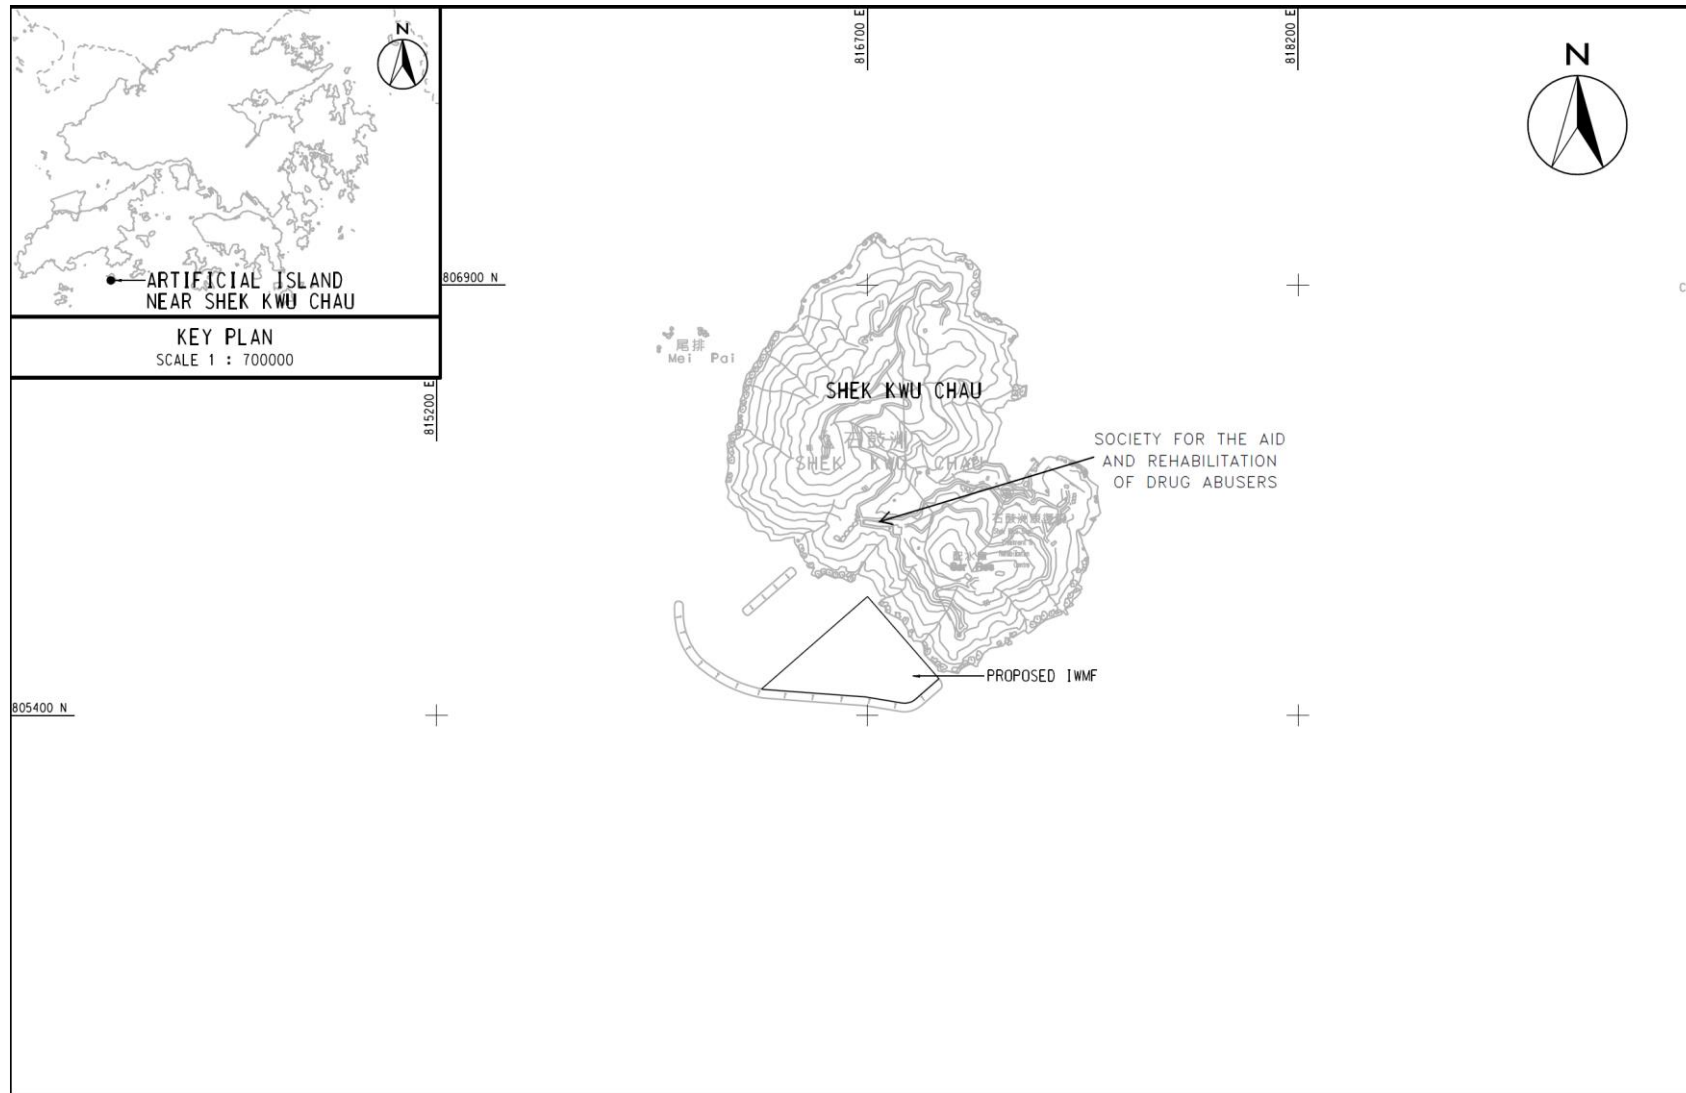 N
ARTIFICIAL ISLAND
NEAR SHEK KWU CHAU
KEY PLAN
SCALE 1 : 700000
816700 E
818200 E
N
806900 N
尾排
Mei Pai
SHEK KWU CHAU
815200 E
石鼓洲
SHEK KWU CHAU
SOCIETY FOR THE AID
AND REHABILITATION
OF DRUG ABUSERS
PROPOSED IWMF
805400 N